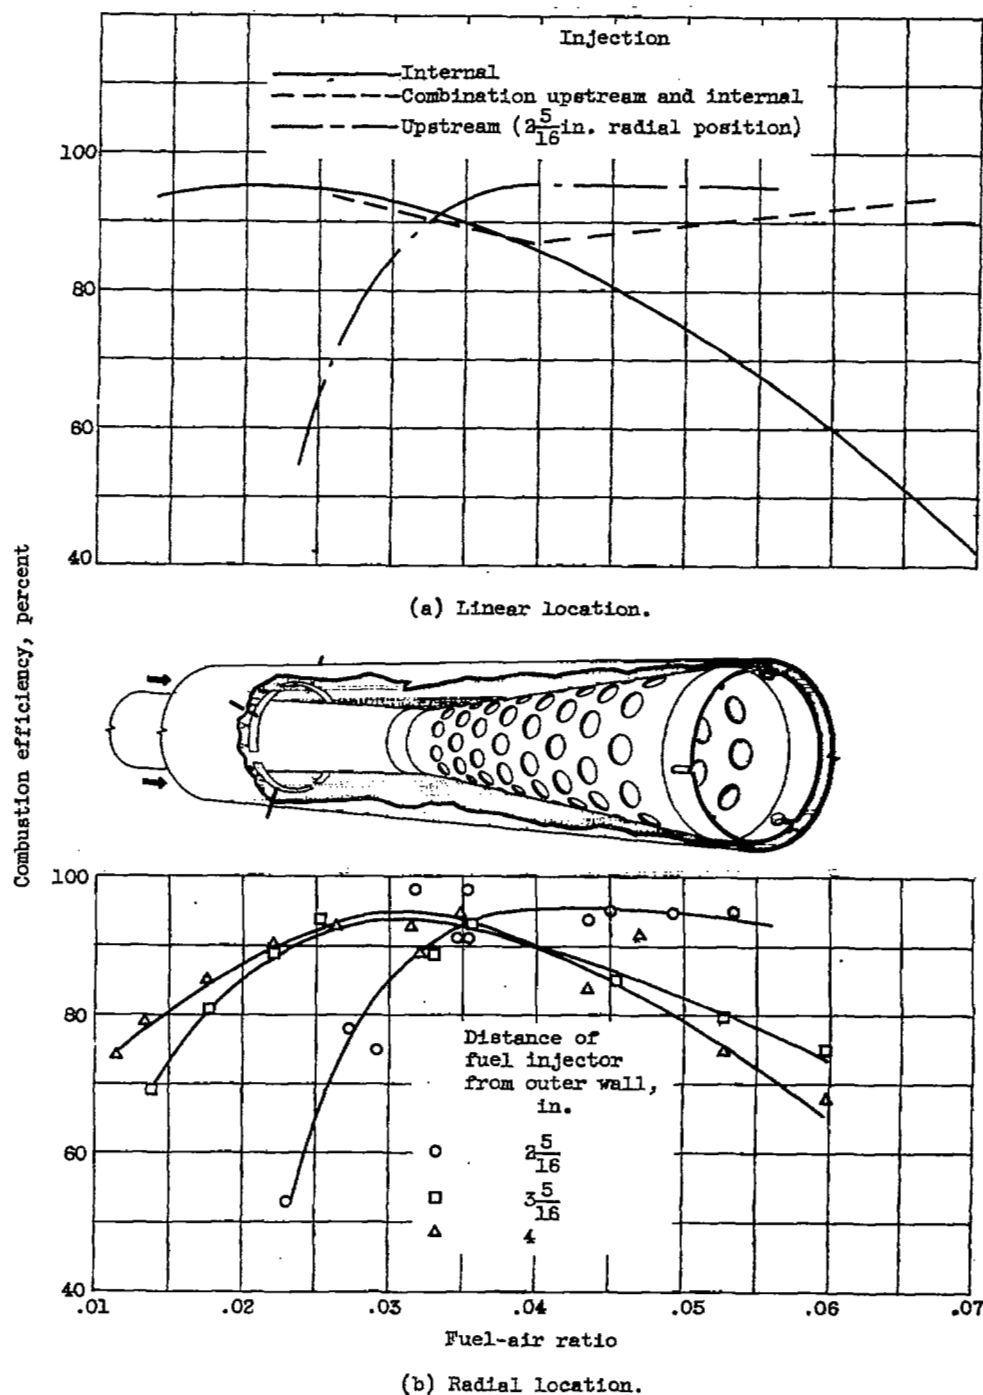 Injection
Internal
Combination upstream and internal
Upstream (2 5/16 in. radial position)
100
80
60
40
(a) Linear location.
Combustion efficiency, percent
100
80
60
40
Distance of
fuel injector
from outer wall,
in.
2 5/16
3 5/16
4
.01 .02 .03 .04 .05 .06 .07
Fuel-air ratio
(b) Radial location.